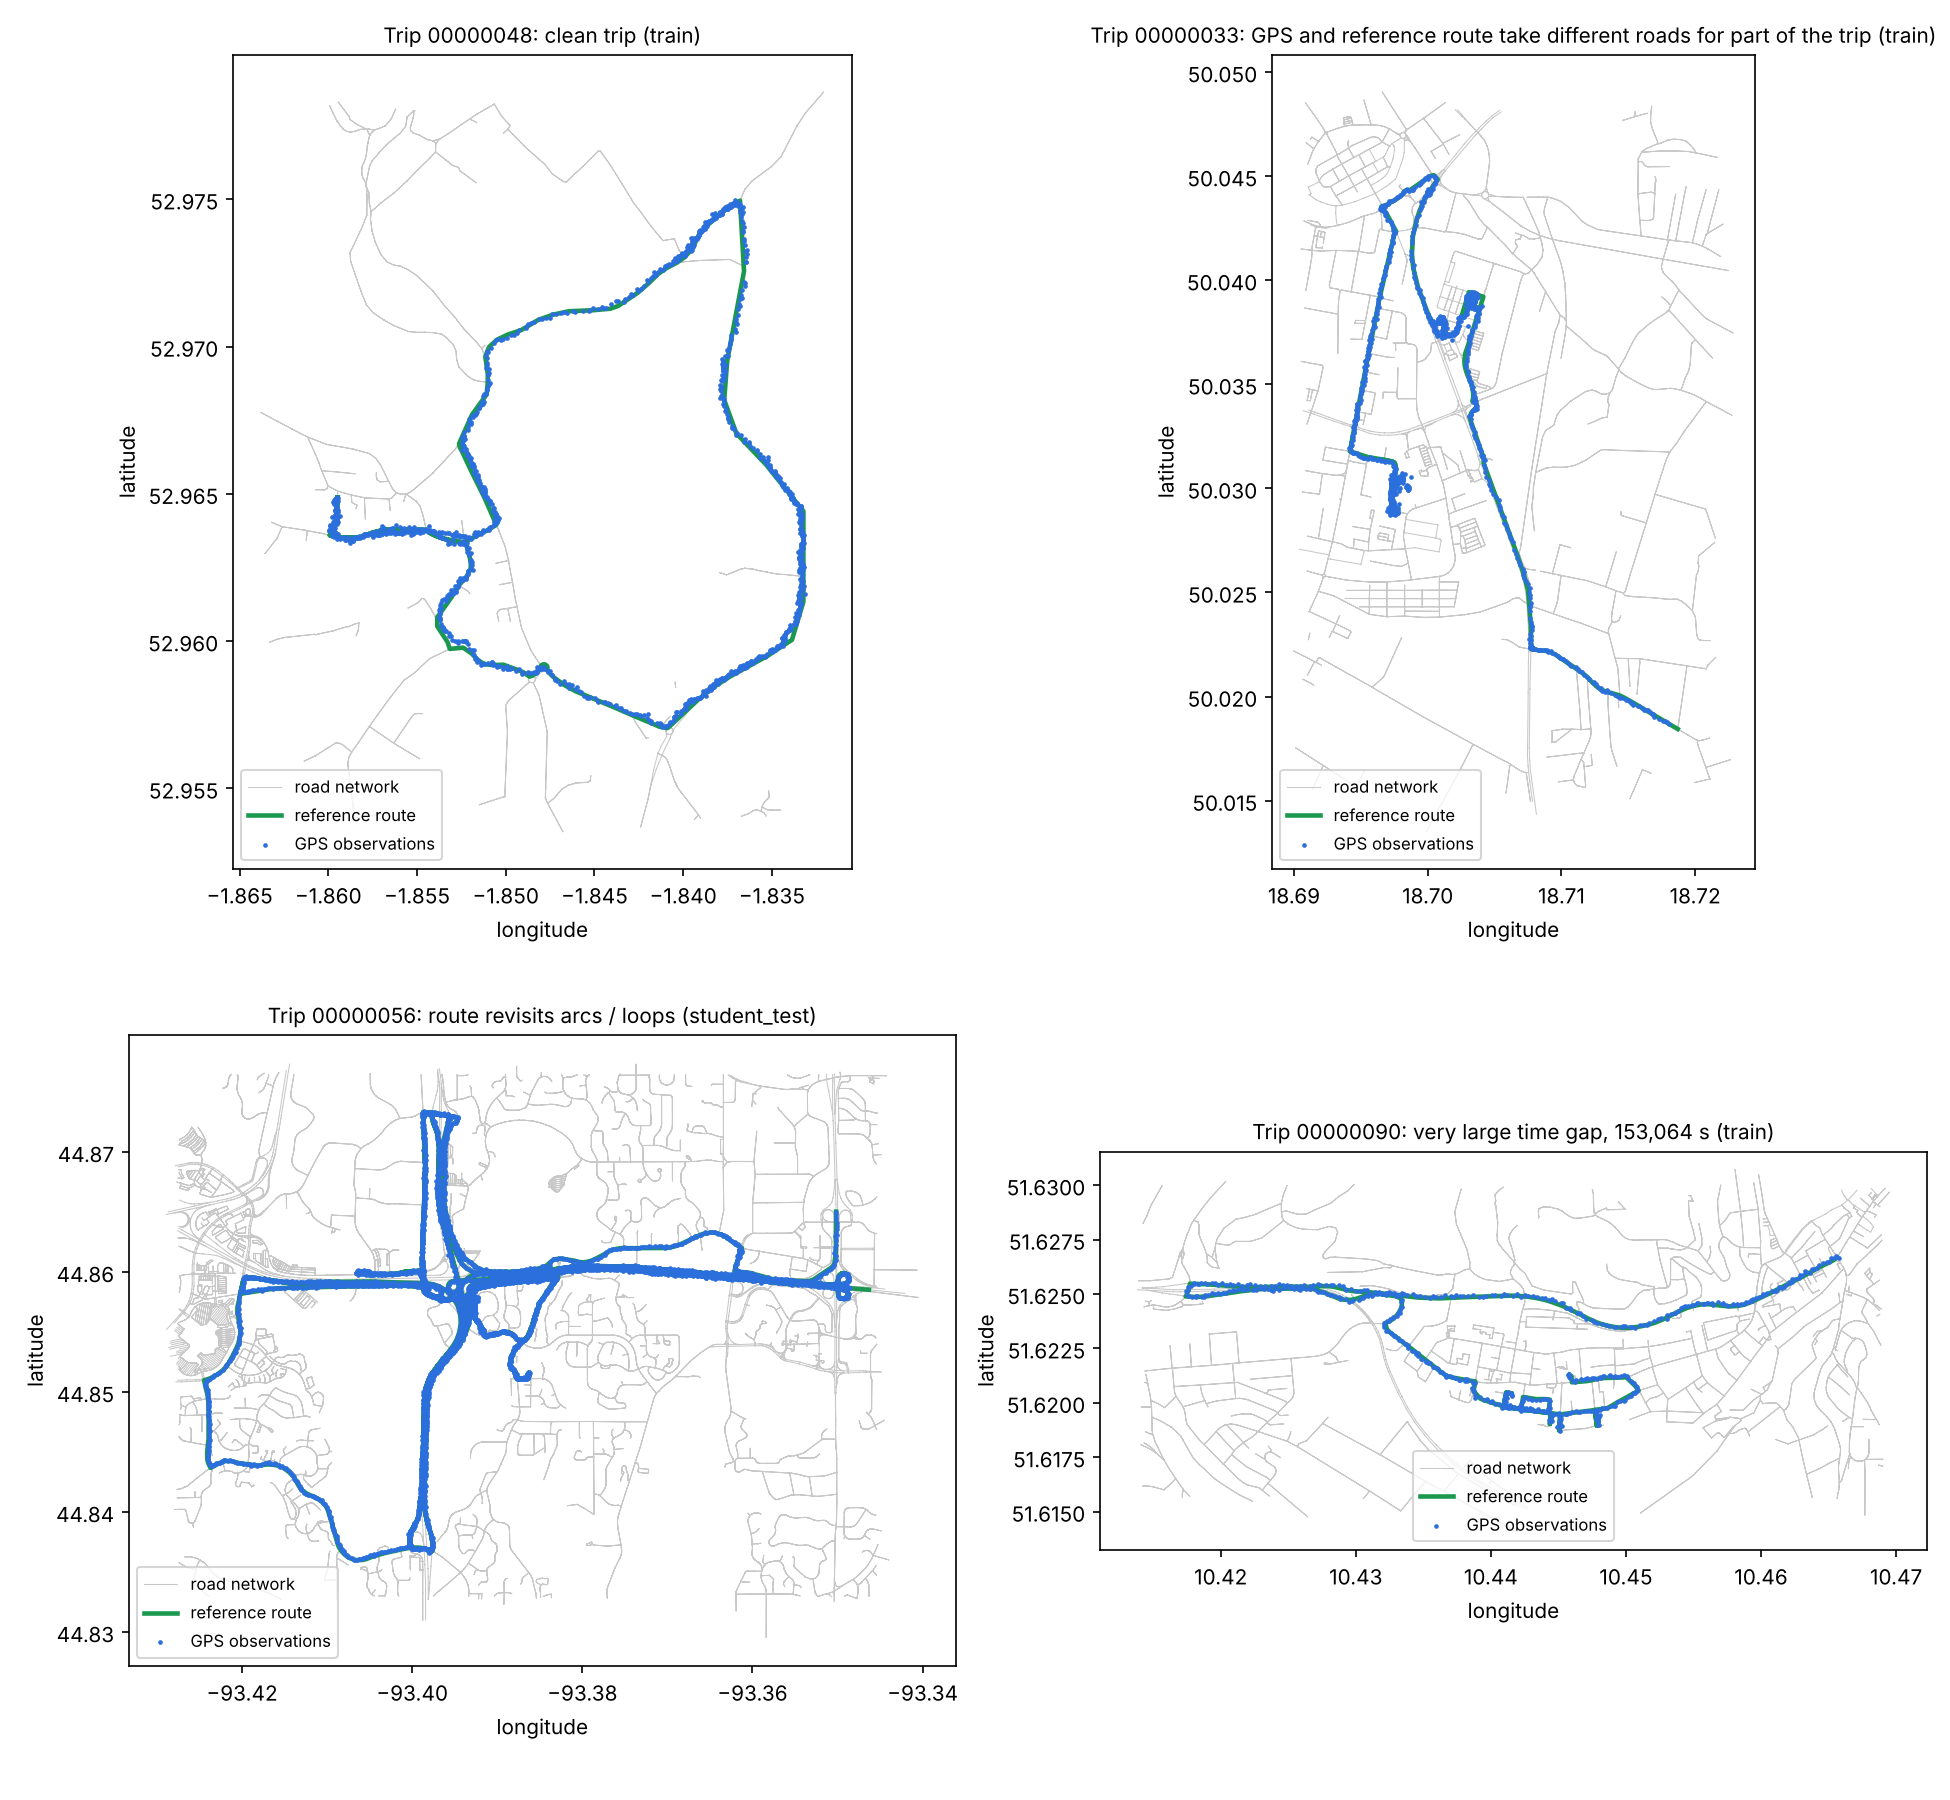 Trip 00000048: clean trip (train)
52.975
52.970
52.965
52.960
52.955
latitude
road network
reference route
GPS observations
−1.865 −1.860 −1.855 −1.850 −1.845 −1.840 −1.835
longitude
Trip 00000033: GPS and reference route take different roads for part of the trip (train)
50.050
50.045
50.040
50.035
50.030
50.025
50.020
50.015
latitude
road network
reference route
GPS observations
18.69 18.70 18.71 18.72
longitude
Trip 00000056: route revisits arcs / loops (student_test)
44.87
44.86
44.85
44.84
44.83
latitude
road network
reference route
GPS observations
−93.42 −93.40 −93.38 −93.36 −93.34
longitude
Trip 00000090: very large time gap, 153,064 s (train)
51.6300
51.6275
51.6250
51.6225
51.6200
51.6175
51.6150
latitude
road network
reference route
GPS observations
10.42 10.43 10.44 10.45 10.46 10.47
longitude